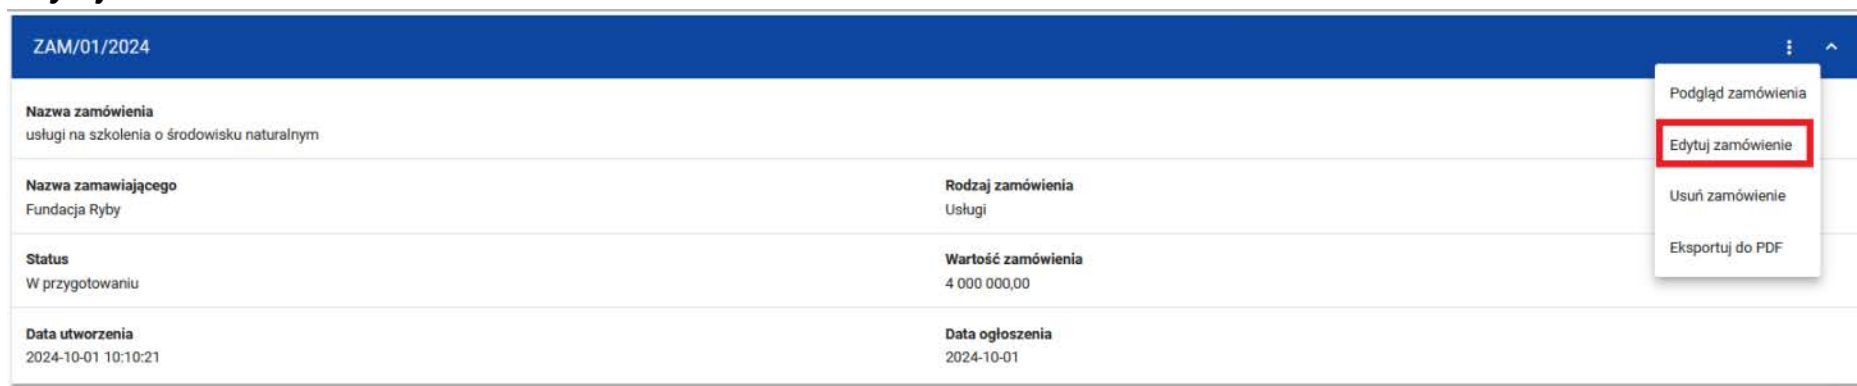 ZAM/01/2024
Podgląd zamówienia
Edytuj zamówienie
Usuń zamówienie
Eksportuj do PDF
Nazwa zamówienia
usługi na szkolenia o środowisku naturalnym
Nazwa zamawiającego
Fundacja Ryby
Rodzaj zamówienia
Usługi
Status
W przygotowaniu
Wartość zamówienia
4 000 000,00
Data utworzenia
2024-10-01 10:10:21
Data ogłoszenia
2024-10-01